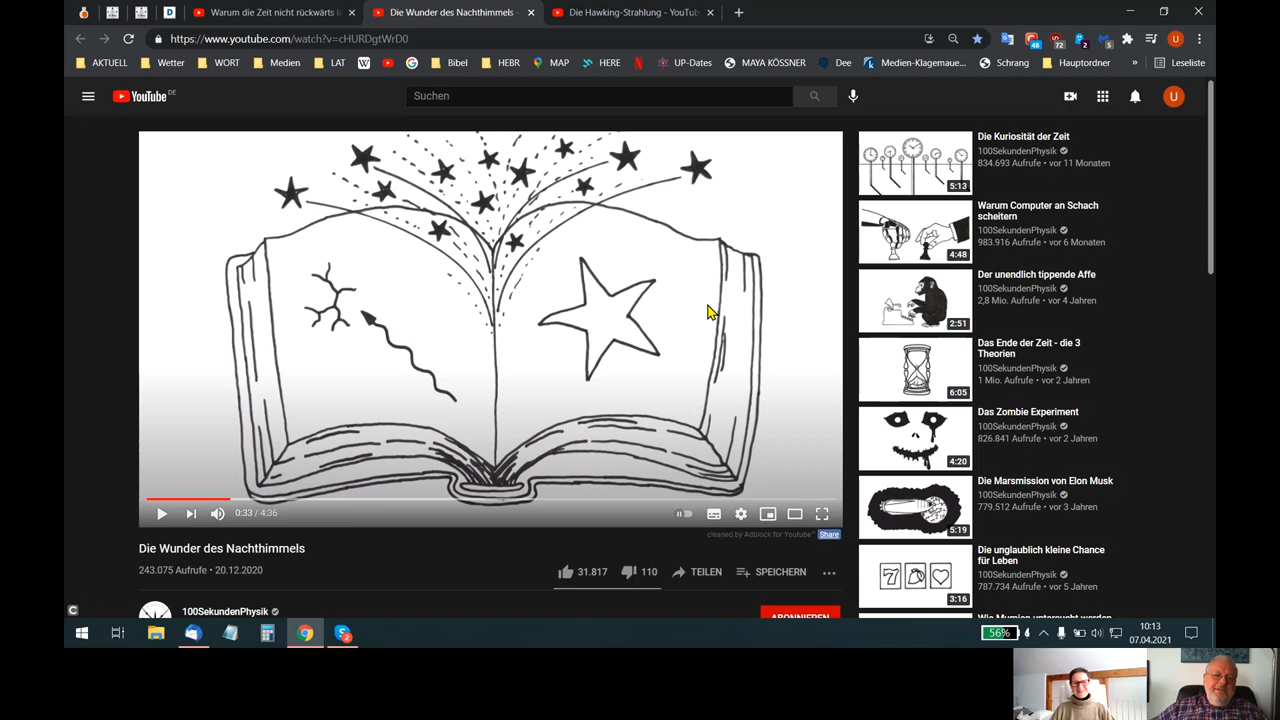 Warum die Zeit nicht rückwärts l
Die Wunder des Nachthimmels -
Die Hawking-Strahlung - YouTub
https://www.youtube.com/watch?v=cHURDgtWrD0
AKTUELL
Wetter
WORT
Medien
LAT
Bibel
HEBR
MAP
HERE
UP-Dates
MAYA KÖSSNER
Dee
Medien-Klagemaue...
Schrang
Hauptordner
»
Leseliste
YouTube DE
Suchen
U
Die Kuriosität der Zeit
100SekundenPhysik
834.693 Aufrufe • vor 11 Monaten
5:13
Warum Computer an Schach
scheitern
100SekundenPhysik
983.916 Aufrufe • vor 6 Monaten
4:48
Der unendlich tippende Affe
100SekundenPhysik
2,8 Mio. Aufrufe • vor 4 Jahren
2:51
Das Ende der Zeit - die 3
Theorien
100SekundenPhysik
1 Mio. Aufrufe • vor 2 Jahren
6:05
Das Zombie Experiment
100SekundenPhysik
826.841 Aufrufe • vor 2 Jahren
4:20
Die Marsmission von Elon Musk
100SekundenPhysik
779.512 Aufrufe • vor 3 Jahren
5:19
Die unglaublich kleine Chance
für Leben
100SekundenPhysik
787.734 Aufrufe • vor 5 Jahren
3:16
0:33 / 4:36
cleaned by Adblock for Youtube™ Share
Die Wunder des Nachthimmels
243.075 Aufrufe • 20.12.2020
31.817
110
TEILEN
SPEICHERN
100SekundenPhysik
ABONNIEREN
56%
10:13
07.04.2021